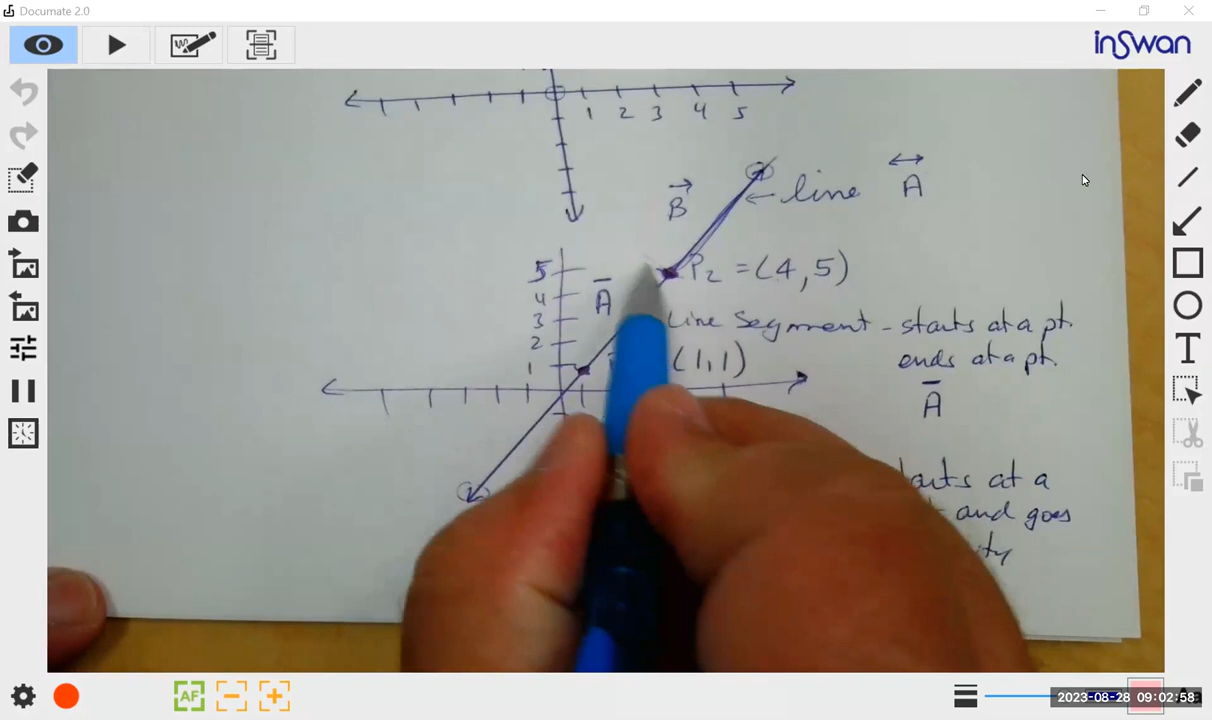 Documate 2.0
inSwan
1 2 3 4 5
B
line A
5
4
3
2
1
A
P2 = (4,5)
Line Segment - starts at a pt.
ends at a pt.
(1,1)
A
at a
and goes
AF
T
2023-08-28 09:02:58